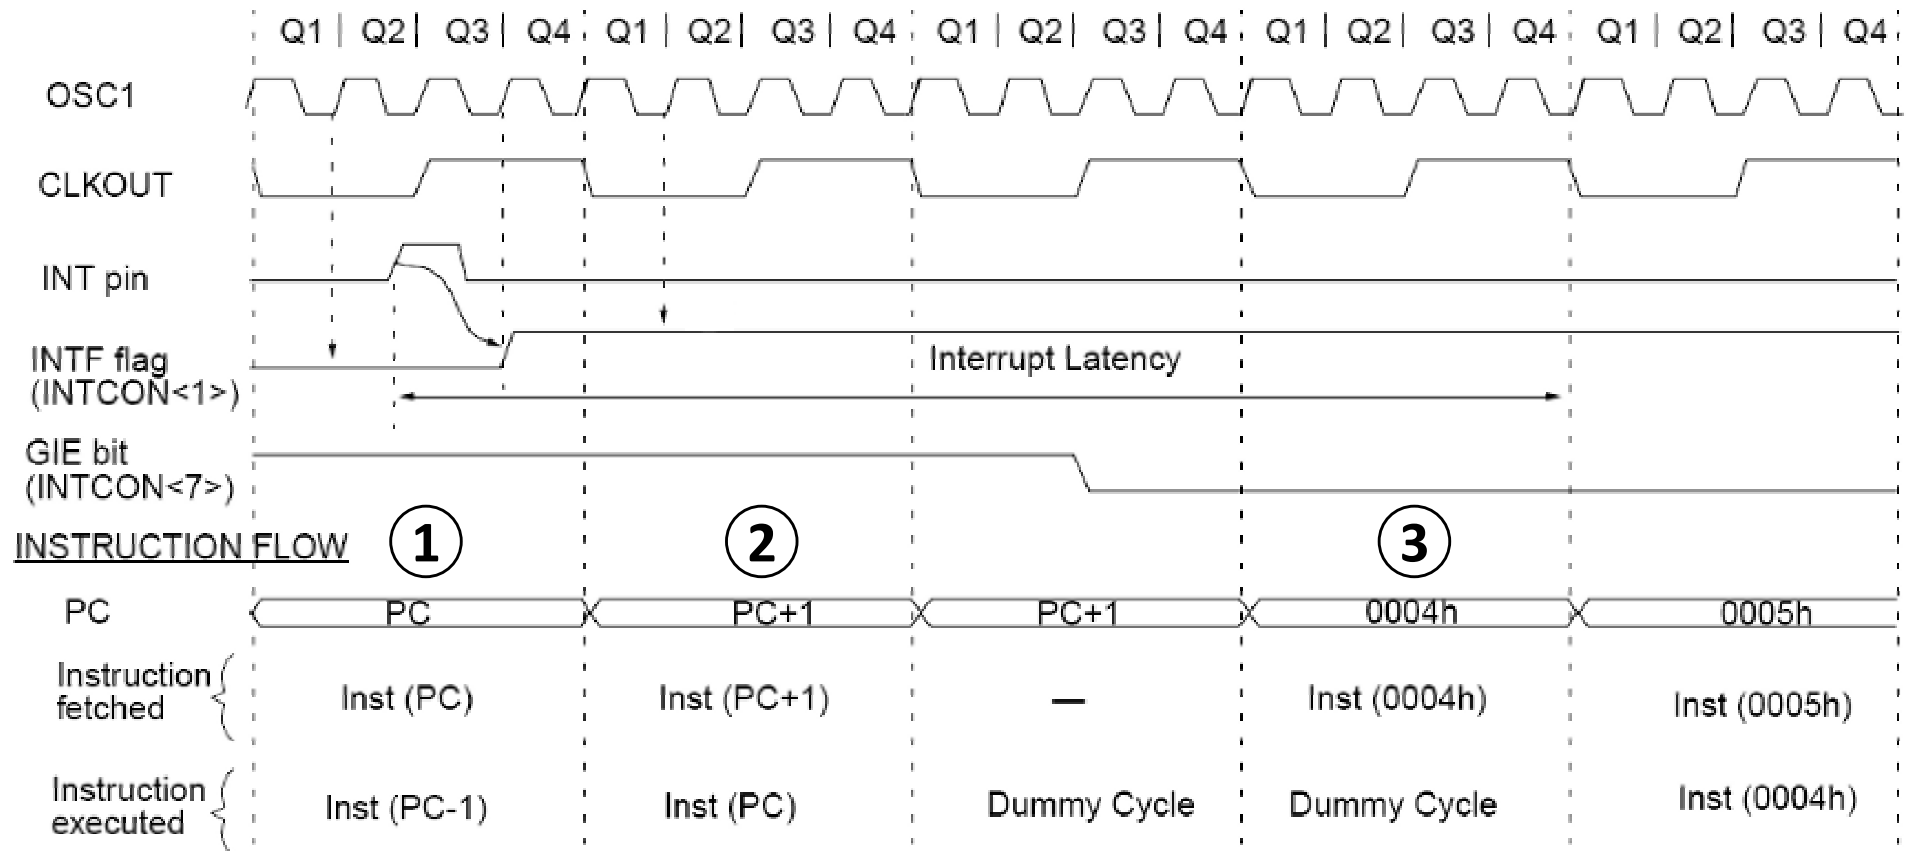 Q1 | Q2 | Q3 | Q4 Q1 | Q2 | Q3 | Q4 Q1 | Q2 | Q3 | Q4 Q1 | Q2 | Q3 | Q4 Q1 | Q2 | Q3 | Q4
OSC1
CLKOUT
INT pin
INTF flag
(INTCON<1>)
Interrupt Latency
GIE bit
(INTCON<7>)
1 2 3
INSTRUCTION FLOW
PC PC PC+1 PC+1 0004h 0005h
Instruction
fetched
Inst (PC) Inst (PC+1) — Inst (0004h) Inst (0005h)
Instruction
executed
Inst (PC-1) Inst (PC) Dummy Cycle Dummy Cycle Inst (0004h)